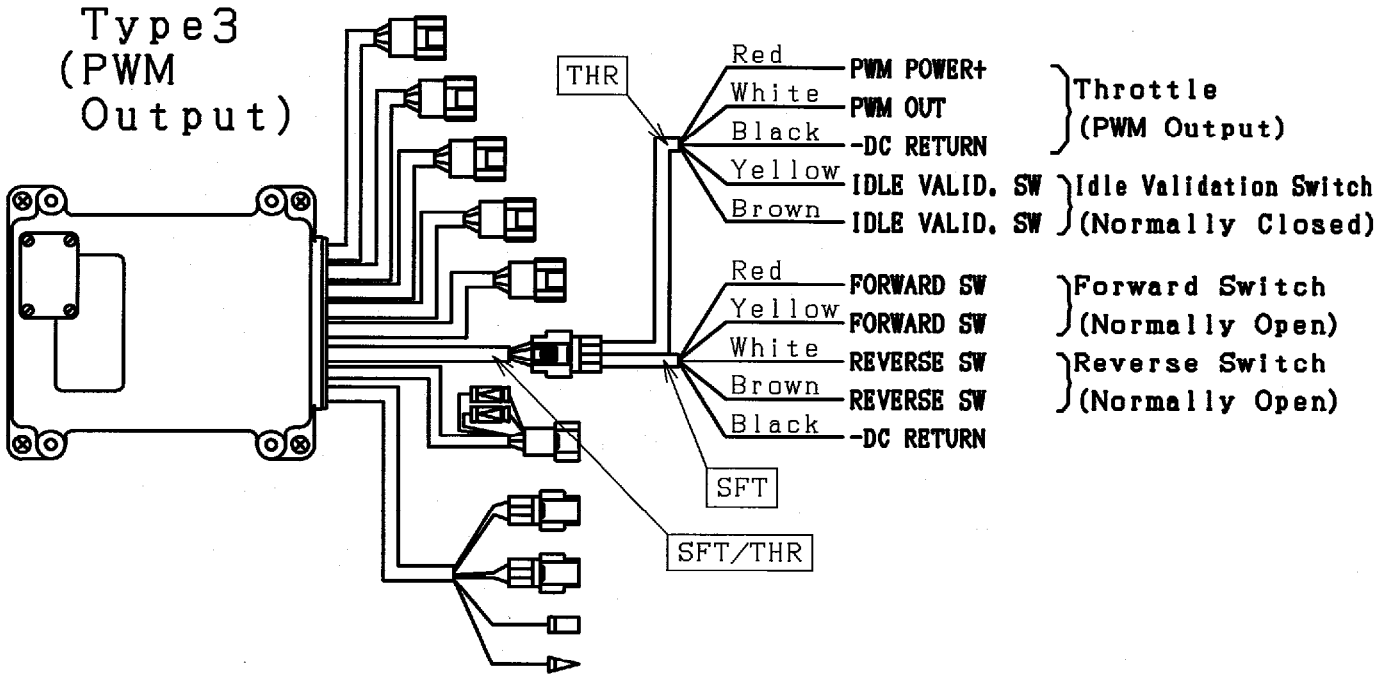 Type3
(PWM
Output)
THR
Red PWM POWER+
White PWM OUT
Black -DC RETURN
Yellow IDLE VALID. SW
Brown IDLE VALID. SW
Throttle
(PWM Output)
Idle Validation Switch
(Normally Closed)
Red FORWARD SW
Yellow FORWARD SW
White REVERSE SW
Brown REVERSE SW
Black -DC RETURN
Forward Switch
(Normally Open)
Reverse Switch
(Normally Open)
SFT
SFT/THR